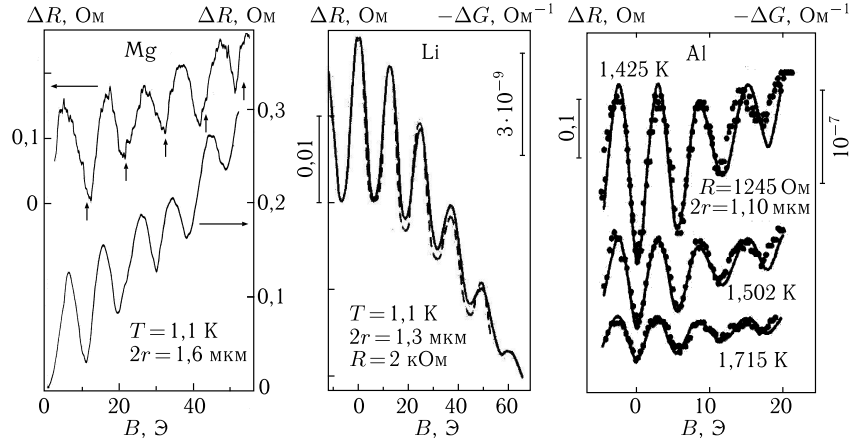 ΔR, Ом
ΔR, Ом
Mg
0,3
0,1
0
0,2
0,1
0
T = 1,1 К
2r = 1,6 мкм
0
20
40
B, Э
ΔR, Ом
−ΔG, Ом⁻¹
Li
3·10⁻⁹
0,01
T = 1,1 К
2r = 1,3 мкм
R = 2 кОм
0
20
40
60
B, Э
ΔR, Ом
−ΔG, Ом⁻¹
Al
1,425 К
0,1
10⁻⁷
R = 1245 Ом
2r = 1,10 мкм
1,502 К
1,715 К
0
10
20
B, Э